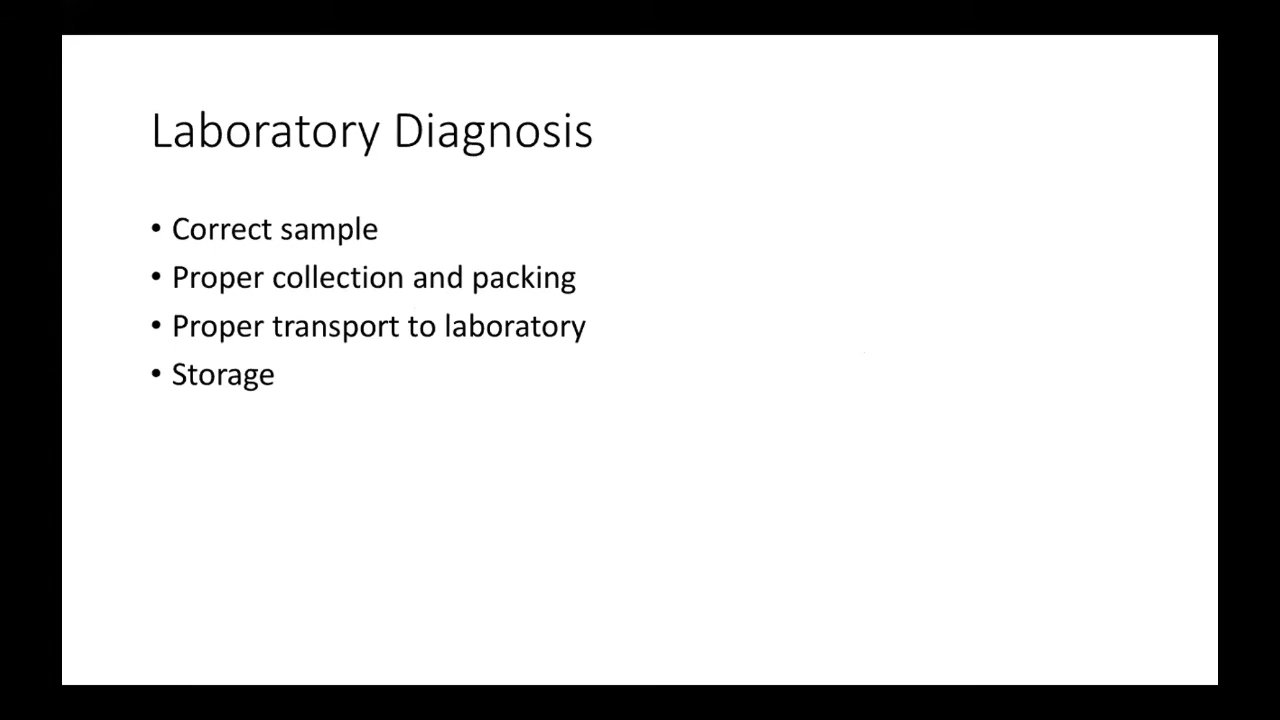 Laboratory Diagnosis
• Correct sample
• Proper collection and packing
• Proper transport to laboratory
• Storage